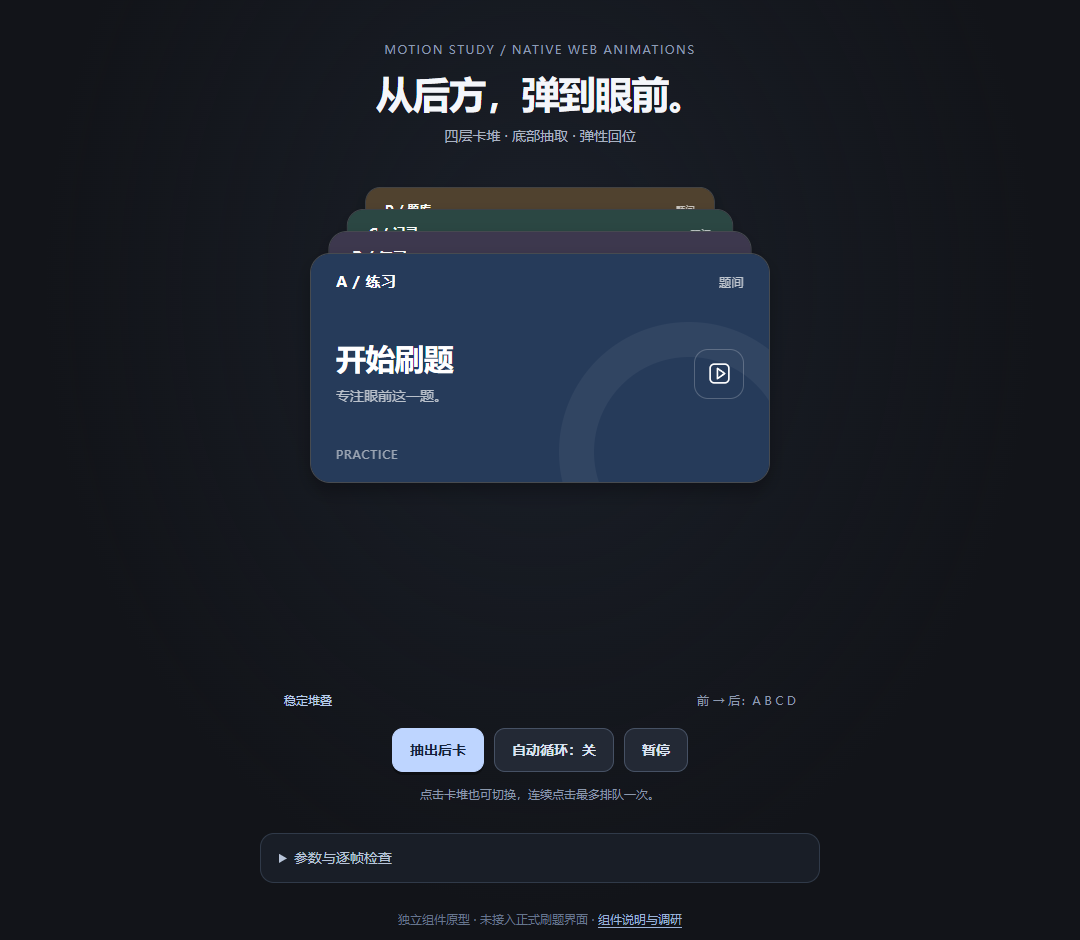 MOTION STUDY / NATIVE WEB ANIMATIONS
从后方，弹到眼前。
四层卡堆 · 底部抽取 · 弹性回位
A / 练习
题间
开始刷题
专注眼前这一题。
PRACTICE
稳定堆叠
前 → 后: A B C D
抽出后卡
自动循环：关
暂停
点击卡堆也可切换，连续点击最多排队一次。
▶ 参数与逐帧检查
独立组件原型 · 未接入正式刷题界面 · 组件说明与调研